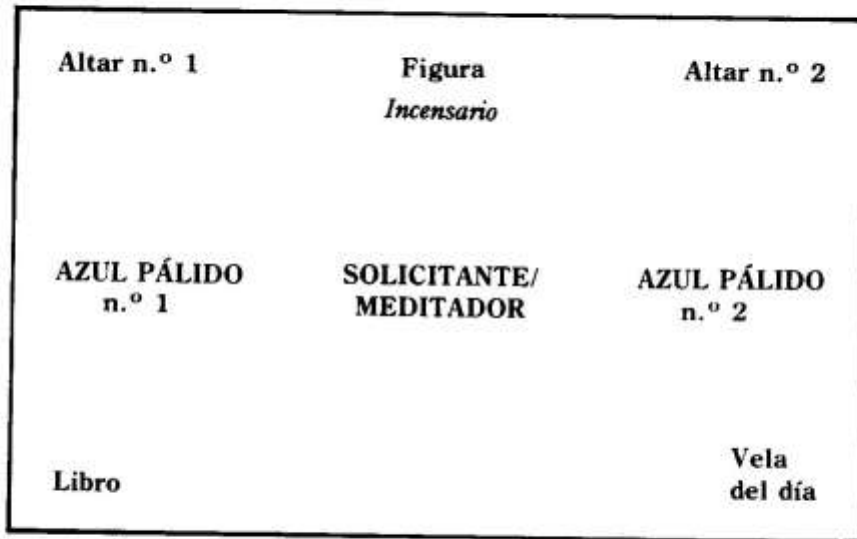 Altar n.º 1
Figura
Incensario
Altar n.º 2
AZUL PÁLIDO
n.º 1
SOLICITANTE/
MEDITADOR
AZUL PÁLIDO
n.º 2
Libro
Vela
del día